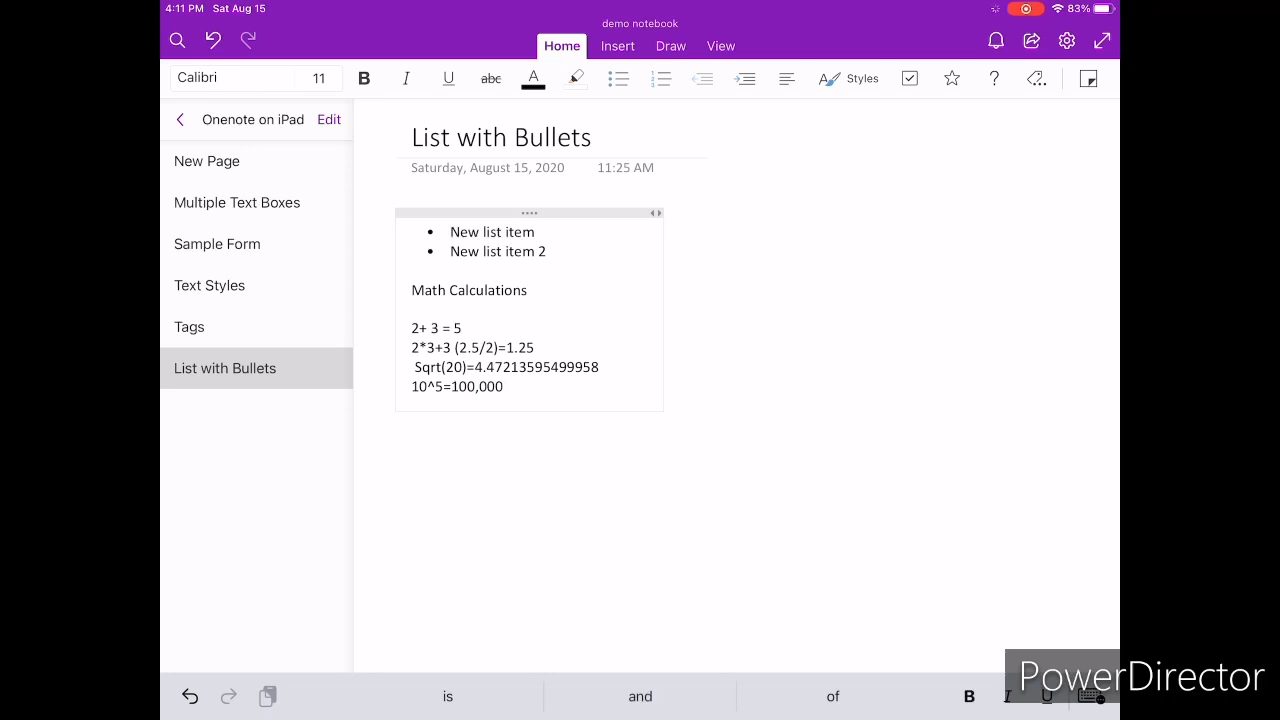 4:11 PM Sat Aug 15
83%
demo notebook
Home Insert Draw View
Calibri 11 B I U abc A Styles ?
Onenote on iPad Edit
New Page
Multiple Text Boxes
Sample Form
Text Styles
Tags
List with Bullets
List with Bullets
Saturday, August 15, 2020 11:25 AM
• New list item
• New list item 2
Math Calculations
2+ 3 = 5
2*3+3 (2.5/2)=1.25
Sqrt(20)=4.47213595499958
10^5=100,000
is and of B I U
PowerDirector